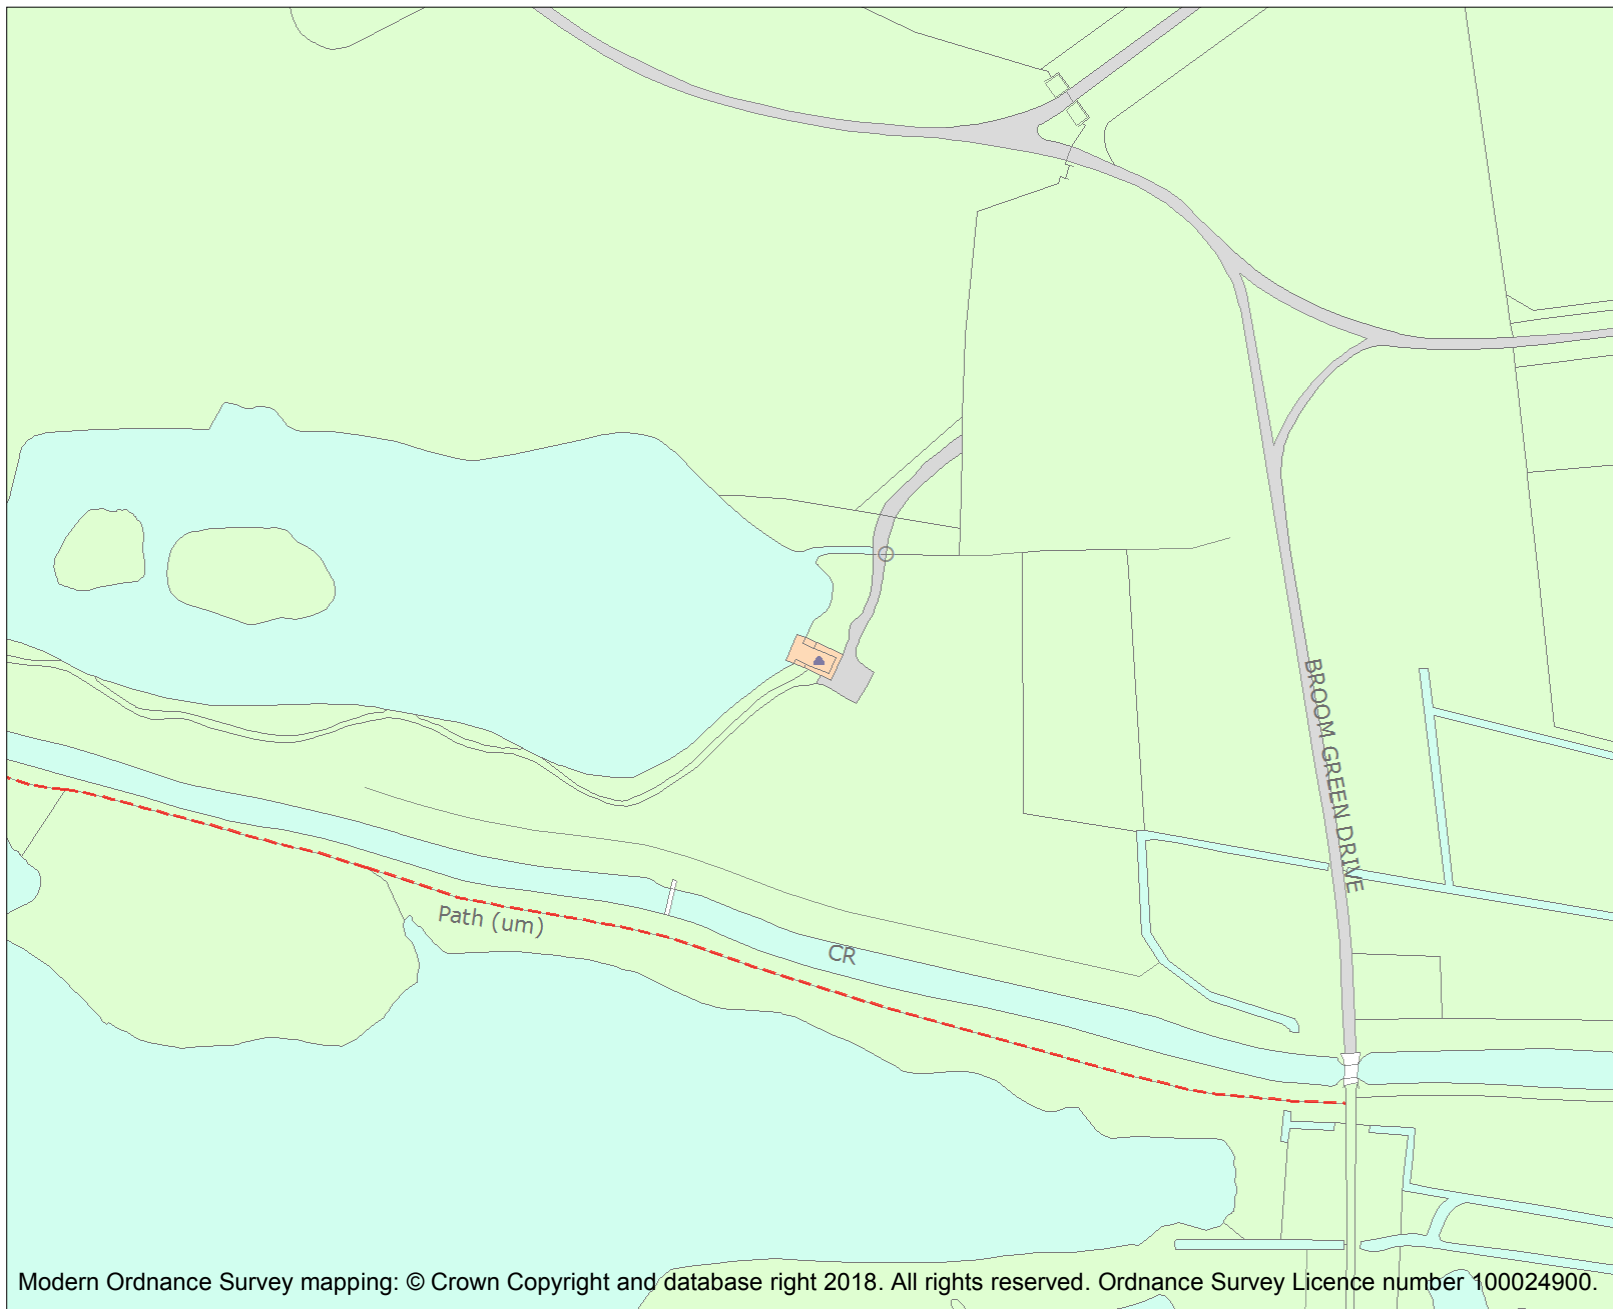 BROOM GREEN DRIVE
Path (um)
CR
Modern Ordnance Survey mapping: © Crown Copyright and database right 2018. All rights reserved. Ordnance Survey Licence number 100024900.